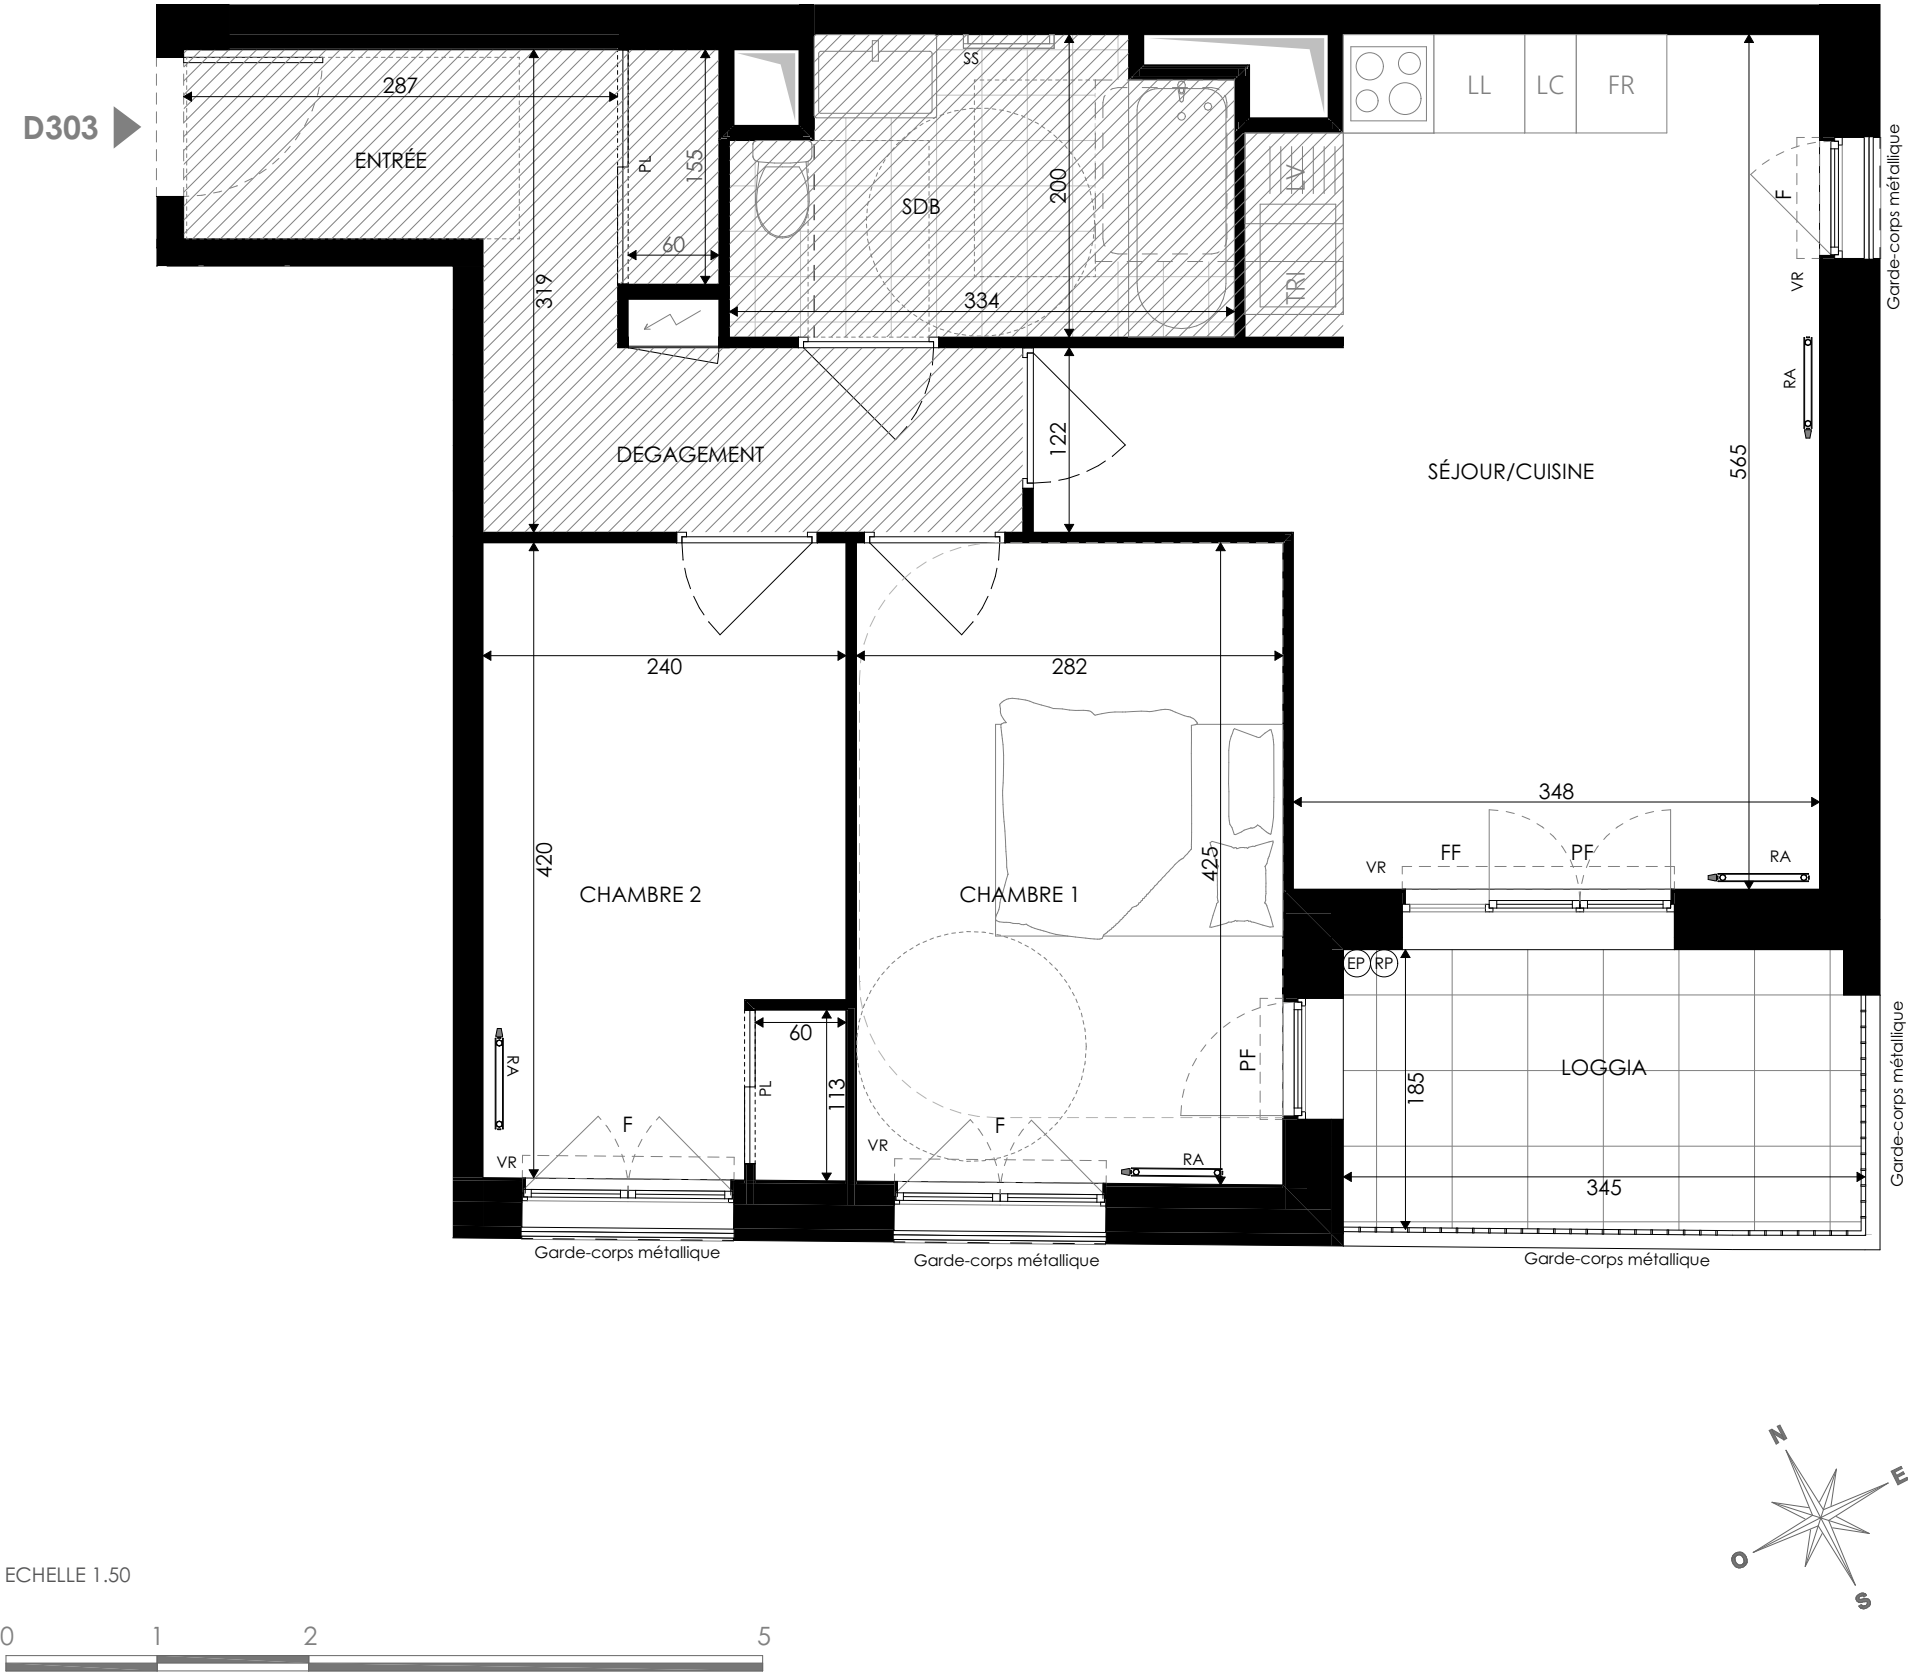 SS
LL
LC
FR
287
D303
ENTRÉE
PL
155
200
LV
F
Garde-corps métallique
SDB
60
VR
319
334
TRI
RA
122
DEGAGEMENT
565
SÉJOUR/CUISINE
240
282
348
420
425
VR
FF
PF
RA
CHAMBRE 2
CHAMBRE 1
EP
RP
60
RA
PL
113
PF
185
LOGGIA
Garde-corps métallique
F
F
VR
VR
RA
345
Garde-corps métallique
Garde-corps métallique
Garde-corps métallique
N
E
O
S
ECHELLE 1.50
0
1
2
5